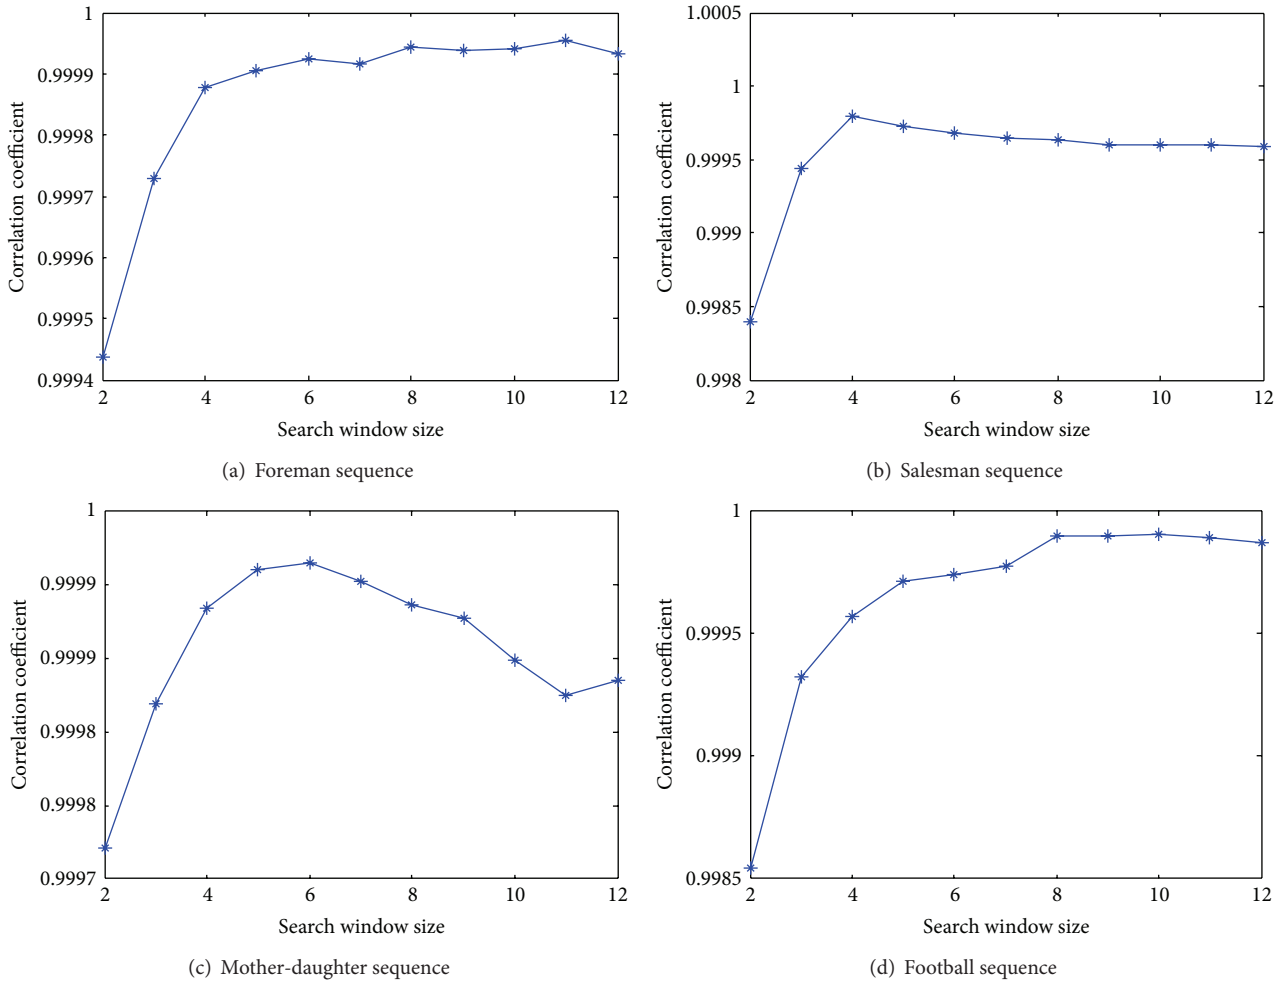 1
0.9999
0.9998
0.9997
0.9996
0.9995
0.9994
Correlation coefficient
2 4 6 8 10 12
Search window size
(a) Foreman sequence
1.0005
1
0.9995
0.999
0.9985
0.998
Correlation coefficient
2 4 6 8 10 12
Search window size
(b) Salesman sequence
1
0.9999
0.9999
0.9998
0.9998
0.9997
Correlation coefficient
2 4 6 8 10 12
Search window size
(c) Mother-daughter sequence
1
0.9995
0.999
0.9985
Correlation coefficient
2 4 6 8 10 12
Search window size
(d) Football sequence